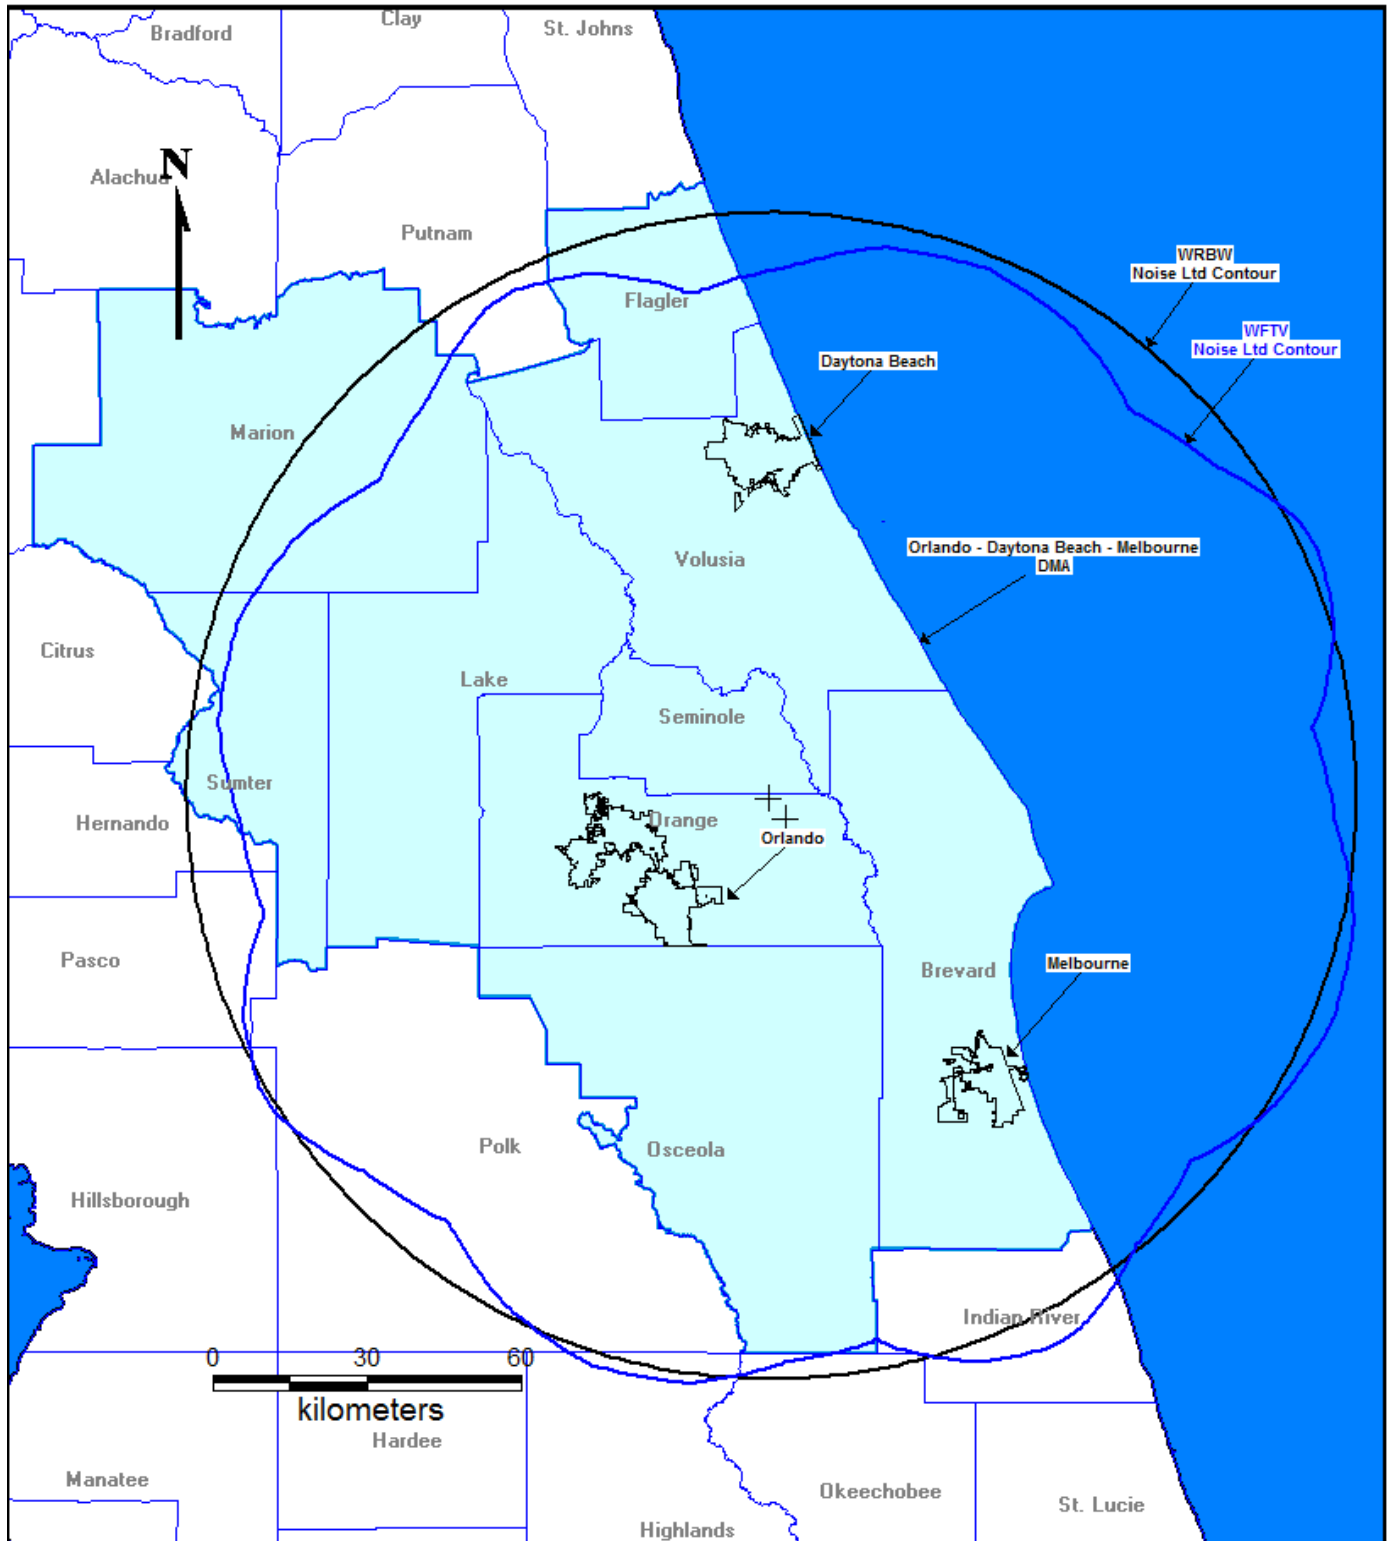 Clay
Bradford
St. Johns
Alachua
N
Putnam
WRBW
Noise Ltd Contour
Flagler
WFTV
Noise Ltd Contour
Daytona Beach
Marion
Orlando - Daytona Beach - Melbourne
DMA
Volusia
Citrus
Lake
Seminole
Sumter
Hernando
Orange
Orlando
Pasco
Brevard
Melbourne
Polk
Osceola
Hillsborough
Indian River
0 30 60
kilometers
Hardee
Manatee
Okeechobee
St. Lucie
Highlands